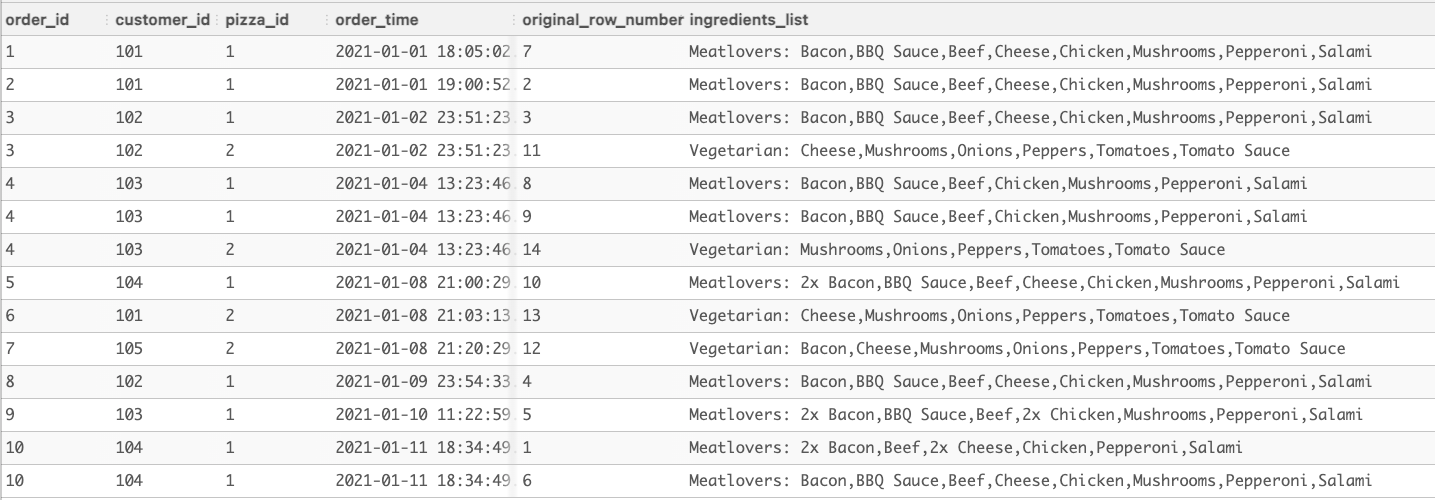 order_id customer_id pizza_id order_time original_row_number ingredients_list
1 101 1 2021-01-01 18:05:02 7 Meatlovers: Bacon,BBQ Sauce,Beef,Cheese,Chicken,Mushrooms,Pepperoni,Salami
2 101 1 2021-01-01 19:00:52 2 Meatlovers: Bacon,BBQ Sauce,Beef,Cheese,Chicken,Mushrooms,Pepperoni,Salami
3 102 1 2021-01-02 23:51:23 3 Meatlovers: Bacon,BBQ Sauce,Beef,Cheese,Chicken,Mushrooms,Pepperoni,Salami
3 102 2 2021-01-02 23:51:23 11 Vegetarian: Cheese,Mushrooms,Onions,Peppers,Tomatoes,Tomato Sauce
4 103 1 2021-01-04 13:23:46 8 Meatlovers: Bacon,BBQ Sauce,Beef,Chicken,Mushrooms,Pepperoni,Salami
4 103 1 2021-01-04 13:23:46 9 Meatlovers: Bacon,BBQ Sauce,Beef,Chicken,Mushrooms,Pepperoni,Salami
4 103 2 2021-01-04 13:23:46 14 Vegetarian: Mushrooms,Onions,Peppers,Tomatoes,Tomato Sauce
5 104 1 2021-01-08 21:00:29 10 Meatlovers: 2x Bacon,BBQ Sauce,Beef,Cheese,Chicken,Mushrooms,Pepperoni,Salami
6 101 2 2021-01-08 21:03:13 13 Vegetarian: Cheese,Mushrooms,Onions,Peppers,Tomatoes,Tomato Sauce
7 105 2 2021-01-08 21:20:29 12 Vegetarian: Bacon,Cheese,Mushrooms,Onions,Peppers,Tomatoes,Tomato Sauce
8 102 1 2021-01-09 23:54:33 4 Meatlovers: Bacon,BBQ Sauce,Beef,Cheese,Chicken,Mushrooms,Pepperoni,Salami
9 103 1 2021-01-10 11:22:59 5 Meatlovers: 2x Bacon,BBQ Sauce,Beef,2x Chicken,Mushrooms,Pepperoni,Salami
10 104 1 2021-01-11 18:34:49 1 Meatlovers: 2x Bacon,Beef,2x Cheese,Chicken,Pepperoni,Salami
10 104 1 2021-01-11 18:34:49 6 Meatlovers: Bacon,BBQ Sauce,Beef,Cheese,Chicken,Mushrooms,Pepperoni,Salami